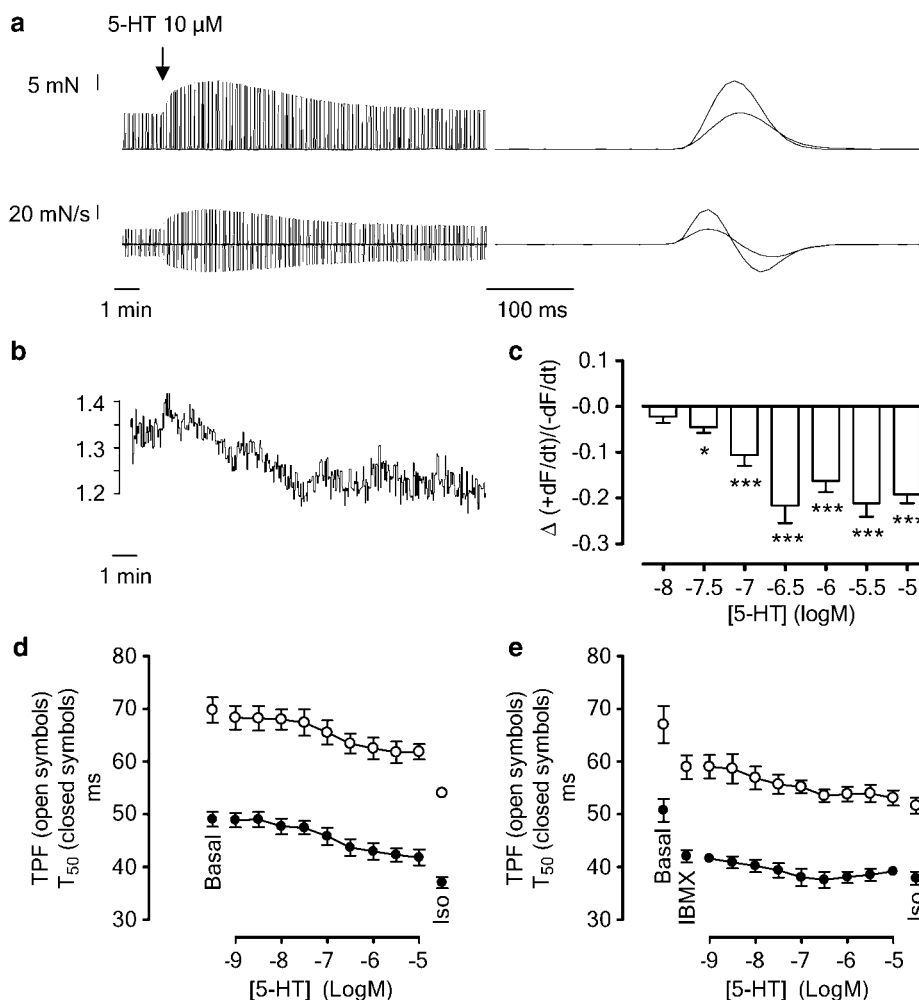 a
5-HT 10 µM
5 mN
20 mN/s
1 min
100 ms
b
1.4
1.3
1.2
1 min
c
Δ (+dF/dt)/(-dF/dt)
0.1
-0.0
-0.1
-0.2
-0.3
*
***
***
***
***
***
-8 -7.5 -7 -6.5 -6 -5.5 -5
[5-HT] (logM)
d
TPF (open symbols)
T50 (closed symbols)
ms
80
70
60
50
40
30
Basal
Iso
-9 -8 -7 -6 -5
[5-HT] (LogM)
e
TPF (open symbols)
T50 (closed symbols)
ms
80
70
60
50
40
30
Basal
IBMX
Iso
-9 -8 -7 -6 -5
[5-HT] (LogM)